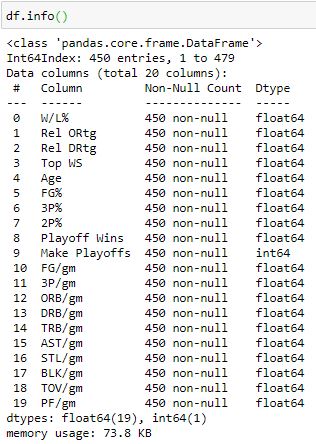 df.info()
<class 'pandas.core.frame.DataFrame'>
Int64Index: 450 entries, 1 to 479
Data columns (total 20 columns):
 #   Column         Non-Null Count  Dtype
---  ------         --------------  -----
 0   W/L%           450 non-null    float64
 1   Rel ORtg       450 non-null    float64
 2   Rel DRtg       450 non-null    float64
 3   Top WS         450 non-null    float64
 4   Age            450 non-null    float64
 5   FG%            450 non-null    float64
 6   3P%            450 non-null    float64
 7   2P%            450 non-null    float64
 8   Playoff Wins   450 non-null    float64
 9   Make Playoffs  450 non-null    int64
 10  FG/gm          450 non-null    float64
 11  3P/gm          450 non-null    float64
 12  ORB/gm         450 non-null    float64
 13  DRB/gm         450 non-null    float64
 14  TRB/gm         450 non-null    float64
 15  AST/gm         450 non-null    float64
 16  STL/gm         450 non-null    float64
 17  BLK/gm         450 non-null    float64
 18  TOV/gm         450 non-null    float64
 19  PF/gm          450 non-null    float64
dtypes: float64(19), int64(1)
memory usage: 73.8 KB